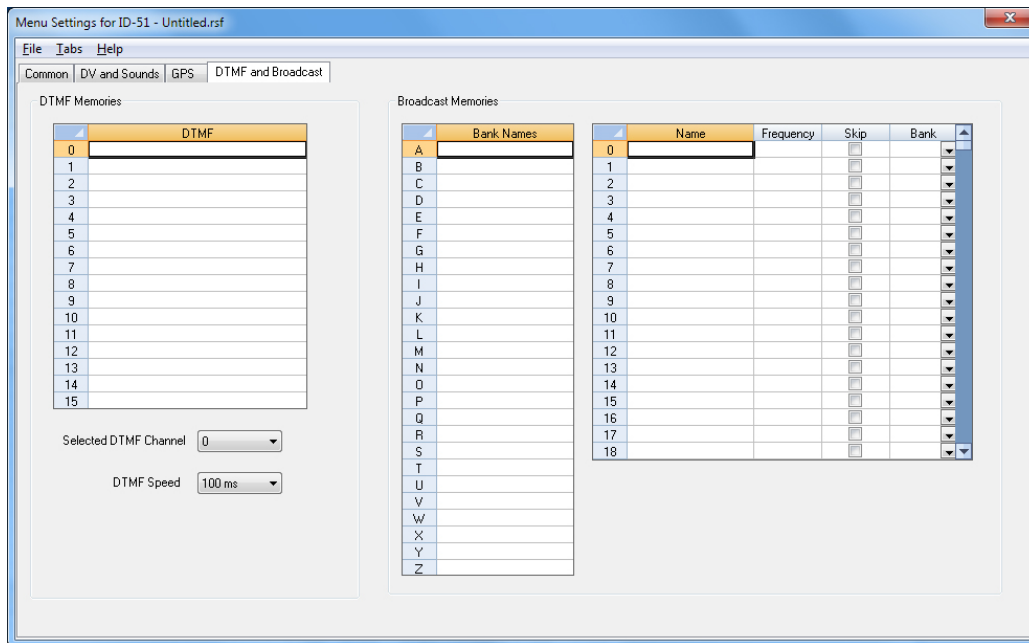 Menu Settings for ID-51 - Untitled.rsf
File Tabs Help
Common DV and Sounds GPS DTMF and Broadcast
DTMF Memories
DTMF
0
1
2
3
4
5
6
7
8
9
10
11
12
13
14
15
Selected DTMF Channel 0
DTMF Speed 100 ms
Broadcast Memories
Bank Names
A
B
C
D
E
F
G
H
I
J
K
L
M
N
O
P
Q
R
S
T
U
V
W
X
Y
Z
Name Frequency Skip Bank
0
1
2
3
4
5
6
7
8
9
10
11
12
13
14
15
16
17
18